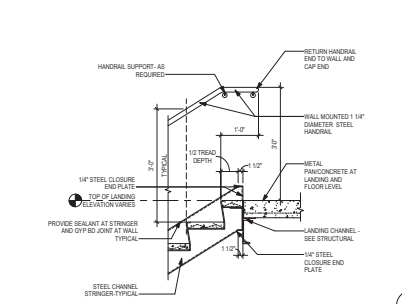 RETURN HANDRAIL
END TO WALL AND
CAP END
HANDRAIL SUPPORT- AS
REQUIRED
WALL MOUNTED 1 1/4"
DIAMETER STEEL
HANDRAIL
1'-0"
3'-0"
3'-0"
TYPICAL
1/2 TREAD
DEPTH
1 1/2"
METAL
PAN/CONCRETE AT
LANDING AND
FLOOR LEVEL
1/4" STEEL CLOSURE
END PLATE
TOP OF LANDING
ELEVATION VARIES
PROVIDE SEALANT AT STRINGER
AND GYP BD JOINT AT WALL
TYPICAL
LANDING CHANNEL -
SEE STRUCTURAL
1 1/2"
1/4" STEEL
CLOSURE END
PLATE
STEEL CHANNEL
STRINGER-TYPICAL